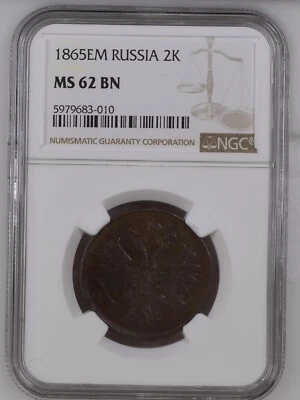 1865EM RUSSIA 2K
MS 62 BN
5979683-010
NUMISMATIC GUARANTY CORPORATION
NGC